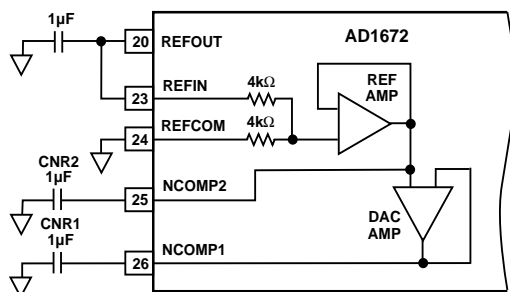 1µF
20 REFOUT
AD1672
23 REFIN 4kΩ
REF
AMP
24 REFCOM 4kΩ
CNR2
1µF
25 NCOMP2
DAC
AMP
CNR1
1µF
26 NCOMP1